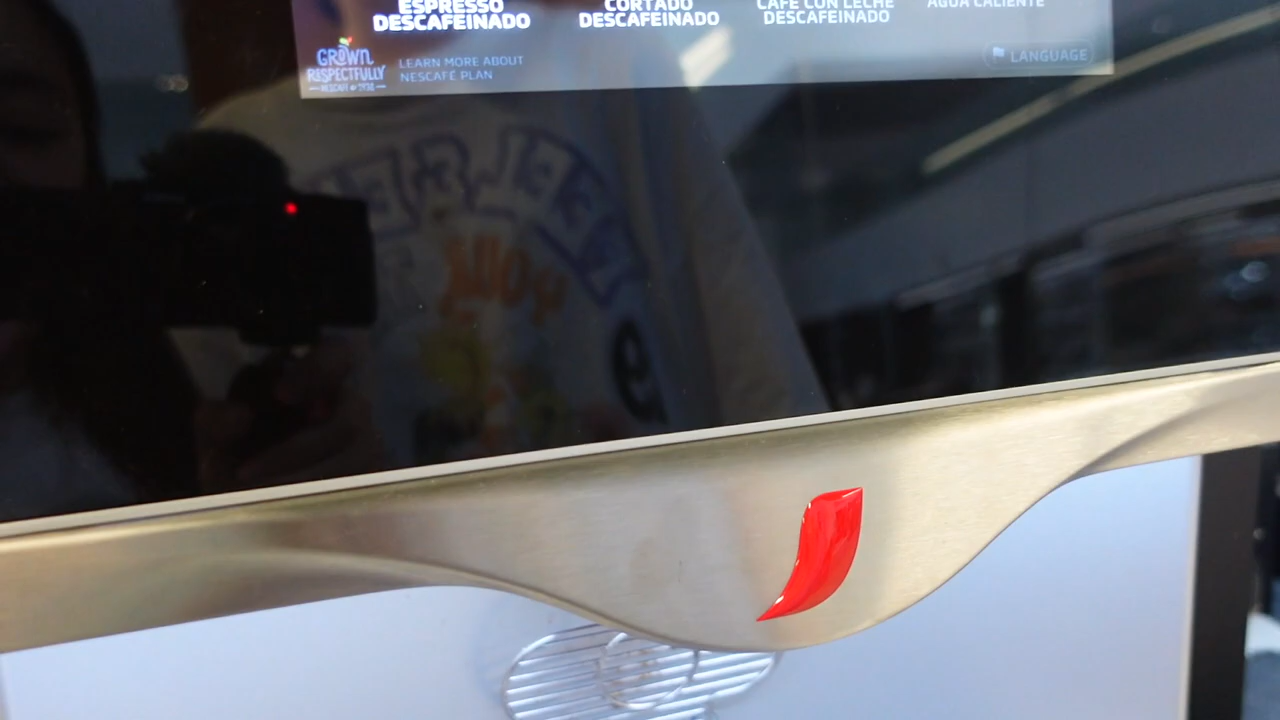 ESPRESSO
DESCAFEINADO
CORTADO
DESCAFEINADO
CAFÉ CON LECHE
DESCAFEINADO
AGUA CALIENTE
GROWN
RESPECTFULLY
LEARN MORE ABOUT
NESCAFÉ PLAN
LANGUAGE